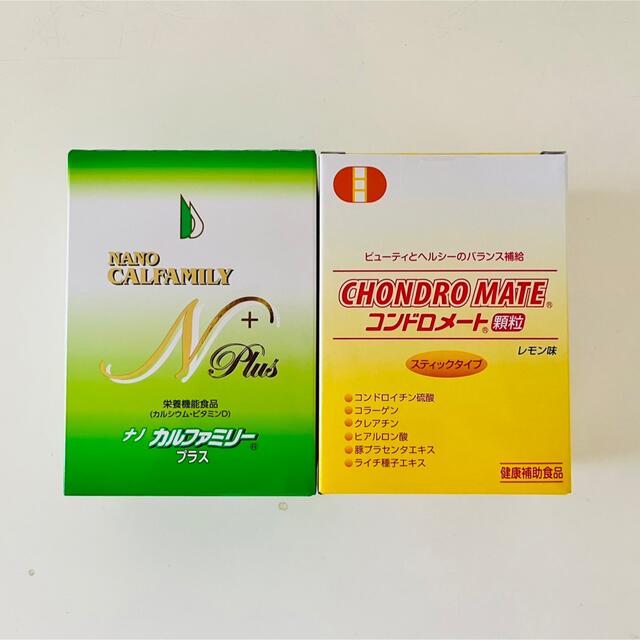 NANO
CALFAMILY
N+
Plus
栄養機能食品
(カルシウム・ビタミンD)
ナノ カルファミリー®
プラス
ビューティとヘルシーのバランス補給
CHONDRO MATE®
コンドロメート®顆粒
レモン味
スティックタイプ
●コンドロイチン硫酸
●コラーゲン
●クレアチン
●ヒアルロン酸
●豚プラセンタエキス
●ライチ種子エキス
健康補助食品